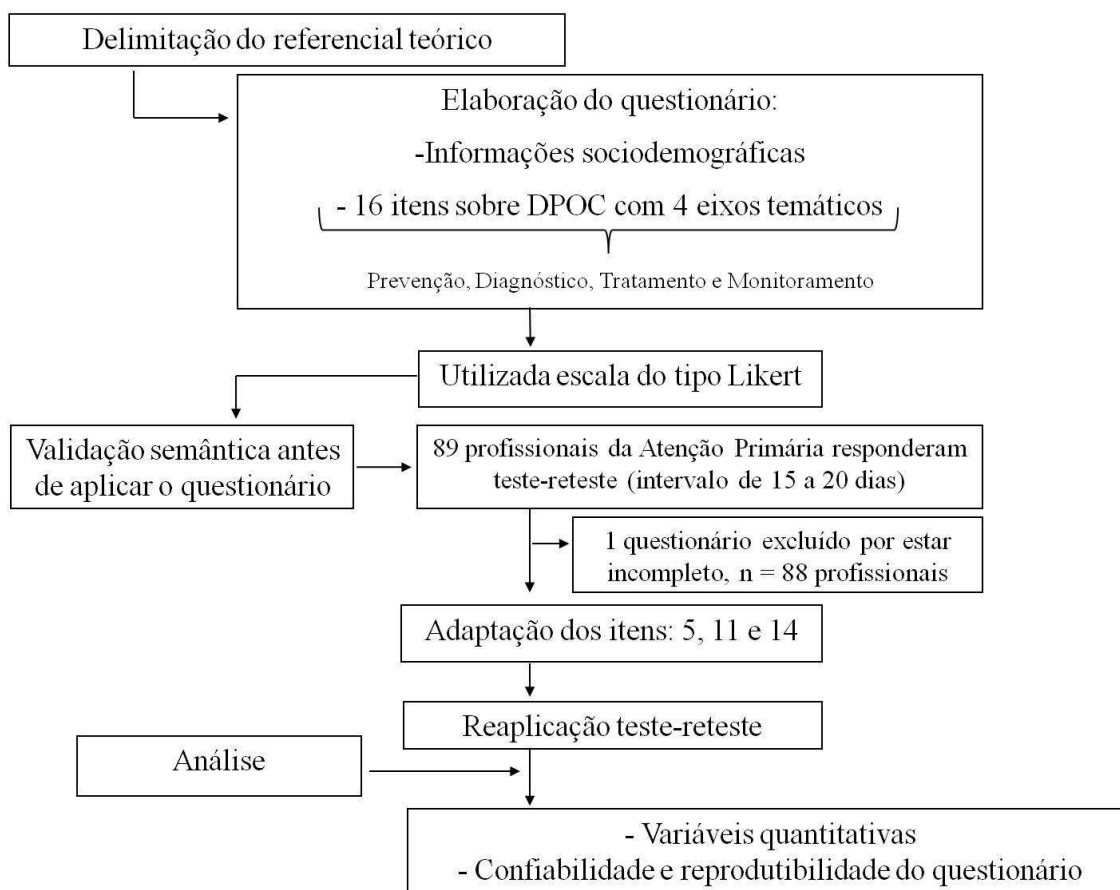 Delimitação do referencial teórico
Elaboração do questionário:
-Informações sociodemográficas
- 16 itens sobre DPOC com 4 eixos temáticos
Prevenção, Diagnóstico, Tratamento e Monitoramento
Utilizada escala do tipo Likert
Validação semântica antes
de aplicar o questionário
89 profissionais da Atenção Primária responderam
teste-reteste (intervalo de 15 a 20 dias)
1 questionário excluído por estar
incompleto, n = 88 profissionais
Adaptação dos itens: 5, 11 e 14
Reaplicação teste-reteste
Análise
- Variáveis quantitativas
- Confiabilidade e reprodutibilidade do questionário